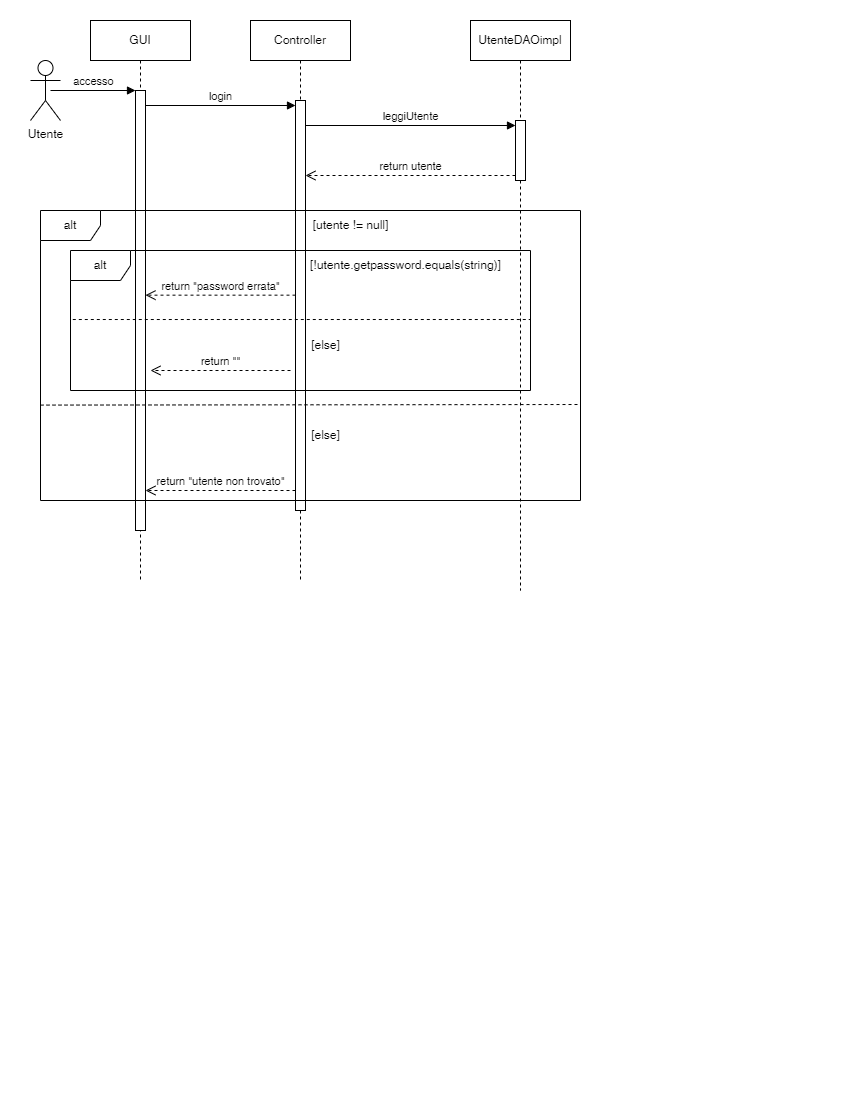 GUI
Controller
UtenteDAOimpl
accesso
login
leggiUtente
Utente
return utente
alt
[utente != null]
alt
[!utente.getpassword.equals(string)]
return "password errata"
[else]
return ""
[else]
return "utente non trovato"